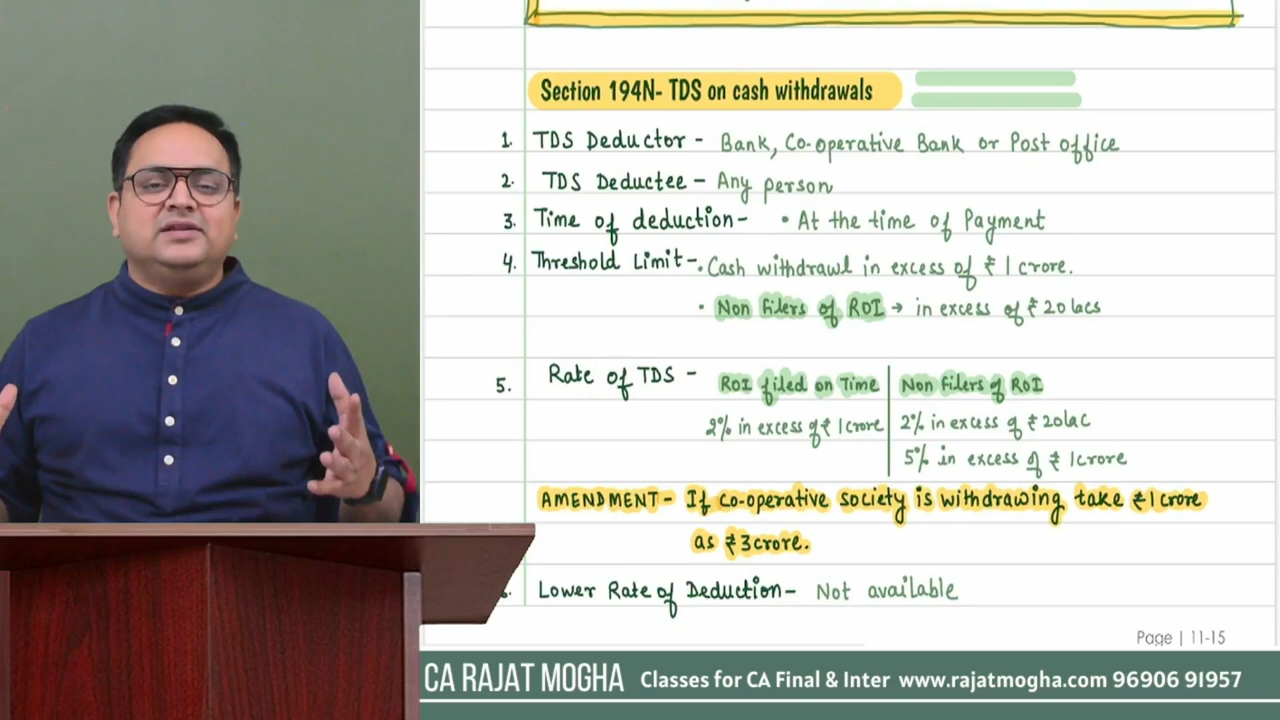 Section 194N- TDS on cash withdrawals
1. TDS Deductor - Bank, Co-operative Bank or Post office
2. TDS Deductee - Any person
3. Time of deduction- • At the time of Payment
4. Threshold Limit - • Cash withdrawl in excess of ₹ 1 crore.
• Non filers of ROI → in excess of ₹ 20 lacs
5. Rate of TDS - ROI filed on Time Non Filers of ROI
2% in excess of ₹ 1 crore 2% in excess of ₹ 20 lac
5% in excess of ₹ 1 crore
AMENDMENT- If co-operative society is withdrawing take ₹ 1 crore
as ₹ 3 crore.
Lower Rate of Deduction - Not available
Page | 11-15
CA RAJAT MOGHA Classes for CA Final & Inter www.rajatmogha.com 96906 91957